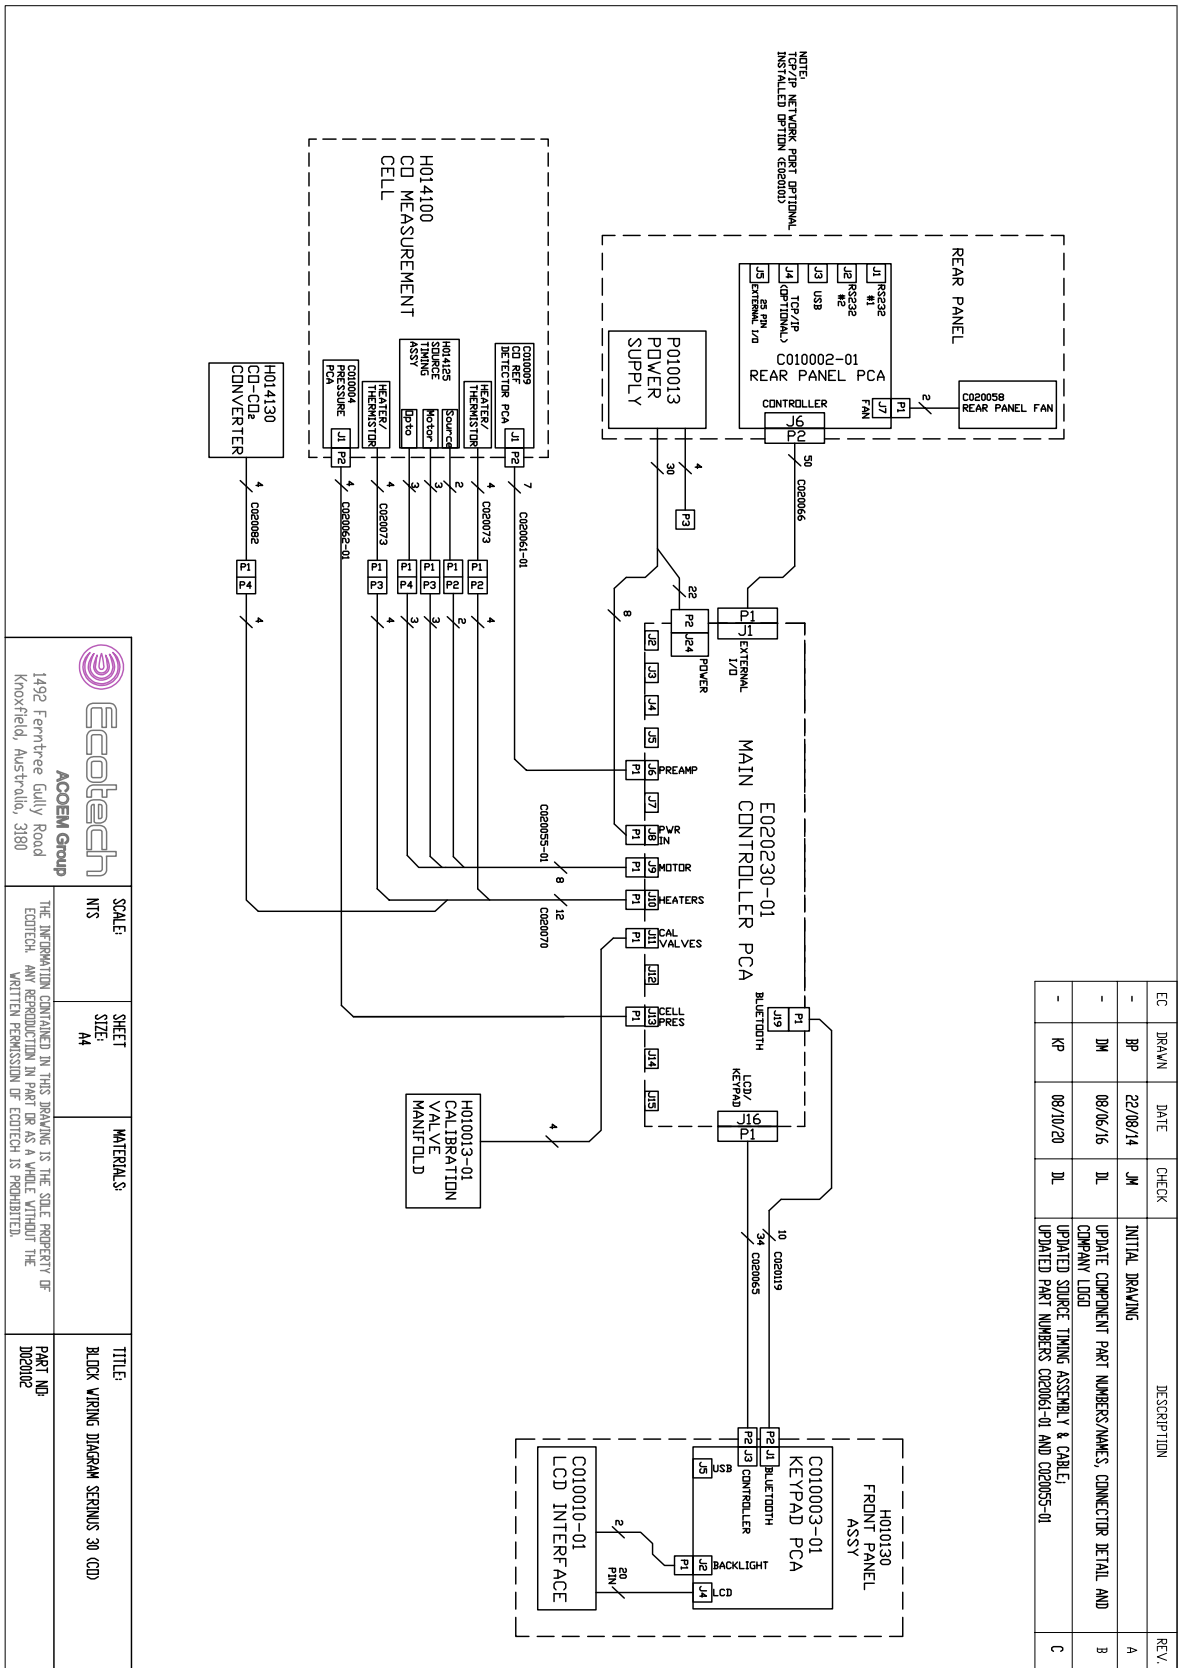 NOTE:
TCP/IP NETWORK PORT OPTIONAL
INSTALLED OPTION (E020101)
REAR PANEL
J1
RS232
#1
J2
RS232
#2
J3
USB
J4
TCP/IP
(OPTIONAL)
J5
25 PIN
EXTERNAL I/O
C010002-01
REAR PANEL PCA
CONTROLLER
J6
P2
FAN
J7
P1
2
C020058
REAR PANEL FAN
P010013
POWER
SUPPLY
50
C020066
4
P3
30
22
8
H014100
CO MEASUREMENT
CELL
C010009
CO REF
DETECTOR PCA
J1
P2
7
C020061-01
HEATER/
THERMISTOR
4
C020073
P1
P2
4
H014125
SOURCE
TIMING
ASSY
Source
Motor
Opto
2
3
3
P1
P2
P1
P3
P1
P4
2
3
3
HEATER/
THERMISTOR
4
C020073
P1
P3
4
C010004
PRESSURE
PCA
J1
P2
4
C020062-01
H014130
CO-CO₂
CONVERTER
4
C020082
P1
P4
4
E020230-01
MAIN CONTROLLER PCA
P1
J1
EXTERNAL
I/O
P2
J24
POWER
J2
J3
J4
J5
P1
J6
PREAMP
J7
P1
J8
PWR
IN
P1
J9
MOTOR
P1
J10
HEATERS
P1
J11
CAL
VALVES
J12
P1
J13
CELL
PRES
J14
J15
C020055-01
8
12
C020070
BLUETOOTH
J19
P1
LCD/
KEYPAD
J16
P1
H010013-01
CALIBRATION
VALVE
MANIFOLD
4
10
C020119
34
C020065
H010130
FRONT PANEL
ASSY
C010003-01
KEYPAD PCA
P2
J1
BLUETOOTH
P2
J3
CONTROLLER
J5
USB
P1
J2
BACKLIGHT
J4
LCD
C010010-01
LCD INTERFACE
2
20
PIN
EC DRAWN DATE CHECK DESCRIPTION REV.
- BP 22/08/14 JM INITIAL DRAWING A
- DM 08/06/16 DL UPDATE COMPONENT PART NUMBERS/NAMES, CONNECTOR DETAIL AND
COMPANY LOGO B
- KP 08/10/20 DL UPDATED SOURCE TIMING ASSEMBLY & CABLE;
UPDATED PART NUMBERS C020061-01 AND C020055-01 C
Ecotech
ACOEM Group
1492 Ferntree Gully Road
Knoxfield, Australia, 3180
SCALE:
NTS
SHEET
SIZE:
A4
MATERIALS:
THE INFORMATION CONTAINED IN THIS DRAWING IS THE SOLE PROPERTY OF
ECOTECH. ANY REPRODUCTION IN PART OR AS A WHOLE WITHOUT THE
WRITTEN PERMISSION OF ECOTECH IS PROHIBITED.
TITLE:
BLOCK WIRING DIAGRAM SERINUS 30 (CO)
PART NO:
D020102